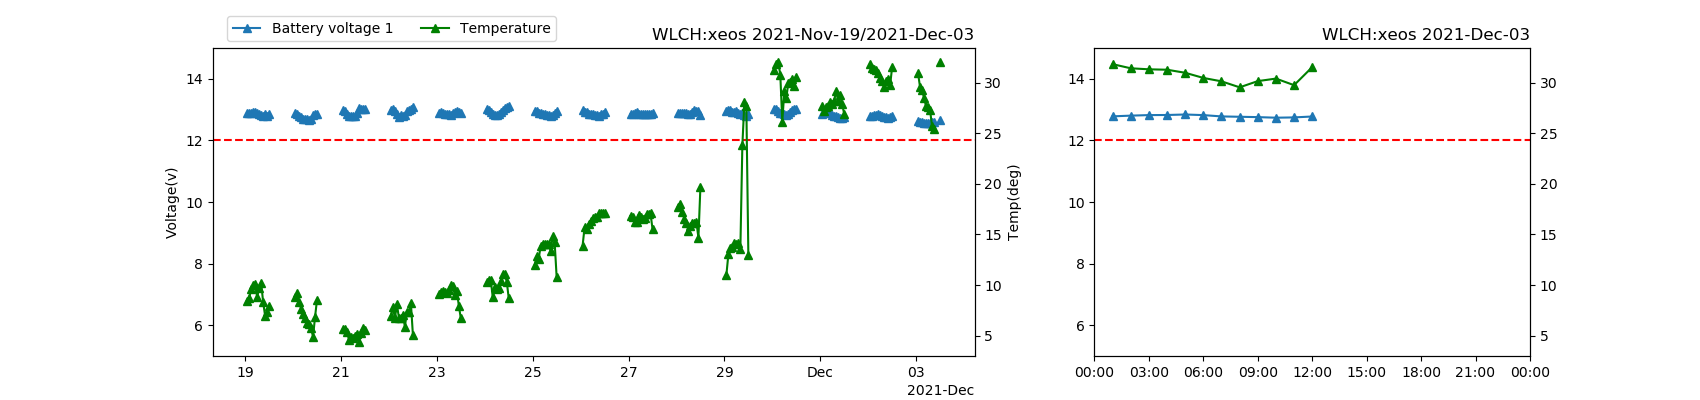 Battery voltage 1 Temperature
WLCH:xeos 2021-Nov-19/2021-Dec-03
WLCH:xeos 2021-Dec-03
14
12
10
8
6
Voltage(v)
30
25
20
15
10
5
Temp(deg)
19 21 23 25 27 29 Dec 03
2021-Dec
14
12
10
8
6
30
25
20
15
10
5
00:00 03:00 06:00 09:00 12:00 15:00 18:00 21:00 00:00